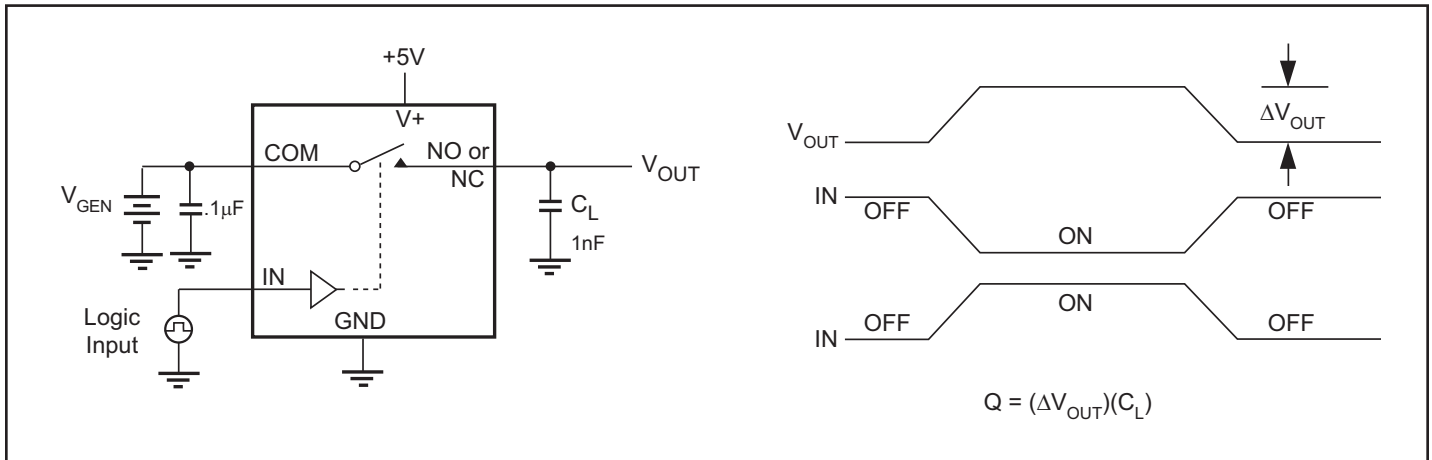 +5V
V+
COM
NO or
NC
V_OUT
V_GEN
.1μF
C_L
1nF
IN
Logic
Input
GND
V_OUT
ΔV_OUT
IN
OFF
ON
OFF
IN
OFF
ON
OFF
Q = (ΔV_OUT)(C_L)